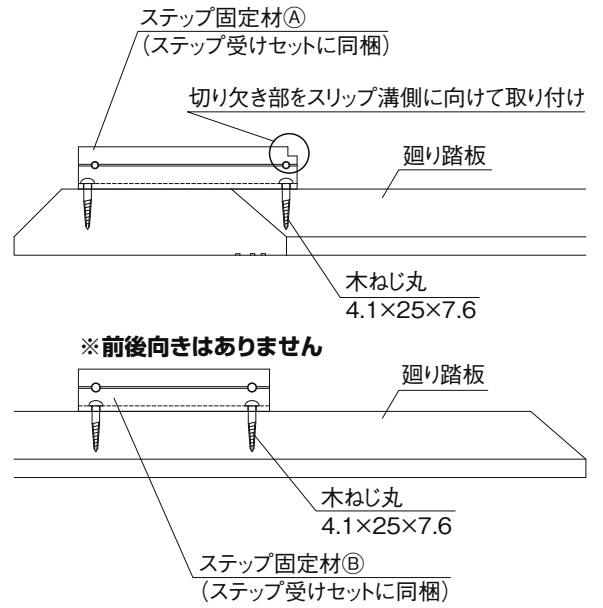 ステップ固定材Ⓐ
（ステップ受けセットに同梱）
切り欠き部をスリップ溝側に向けて取り付け
廻り踏板
木ねじ丸
4.1×25×7.6
※前後向きはありません
廻り踏板
木ねじ丸
4.1×25×7.6
ステップ固定材Ⓑ
（ステップ受けセットに同梱）